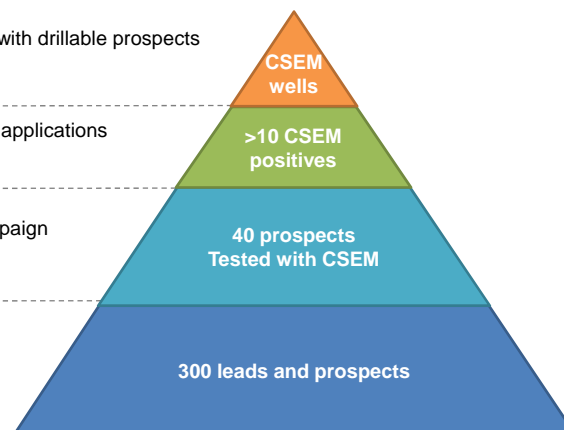 with drillable prospects
CSEM
wells
applications
>10 CSEM
positives
paign
40 prospects
Tested with CSEM
300 leads and prospects